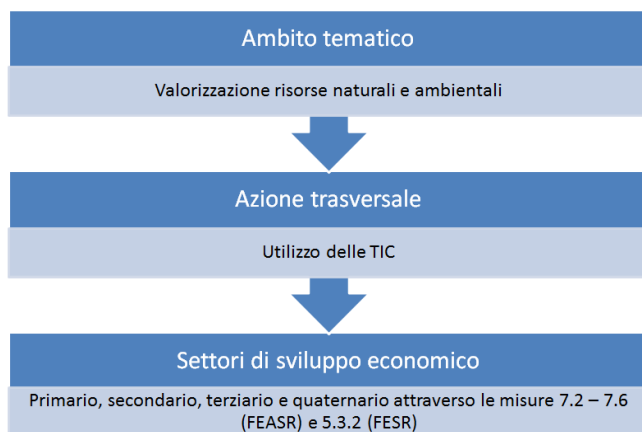 Ambito tematico
Valorizzazione risorse naturali e ambientali
Azione trasversale
Utilizzo delle TIC
Settori di sviluppo economico
Primario, secondario, terziario e quaternario attraverso le misure 7.2 – 7.6
(FEASR) e 5.3.2 (FESR)